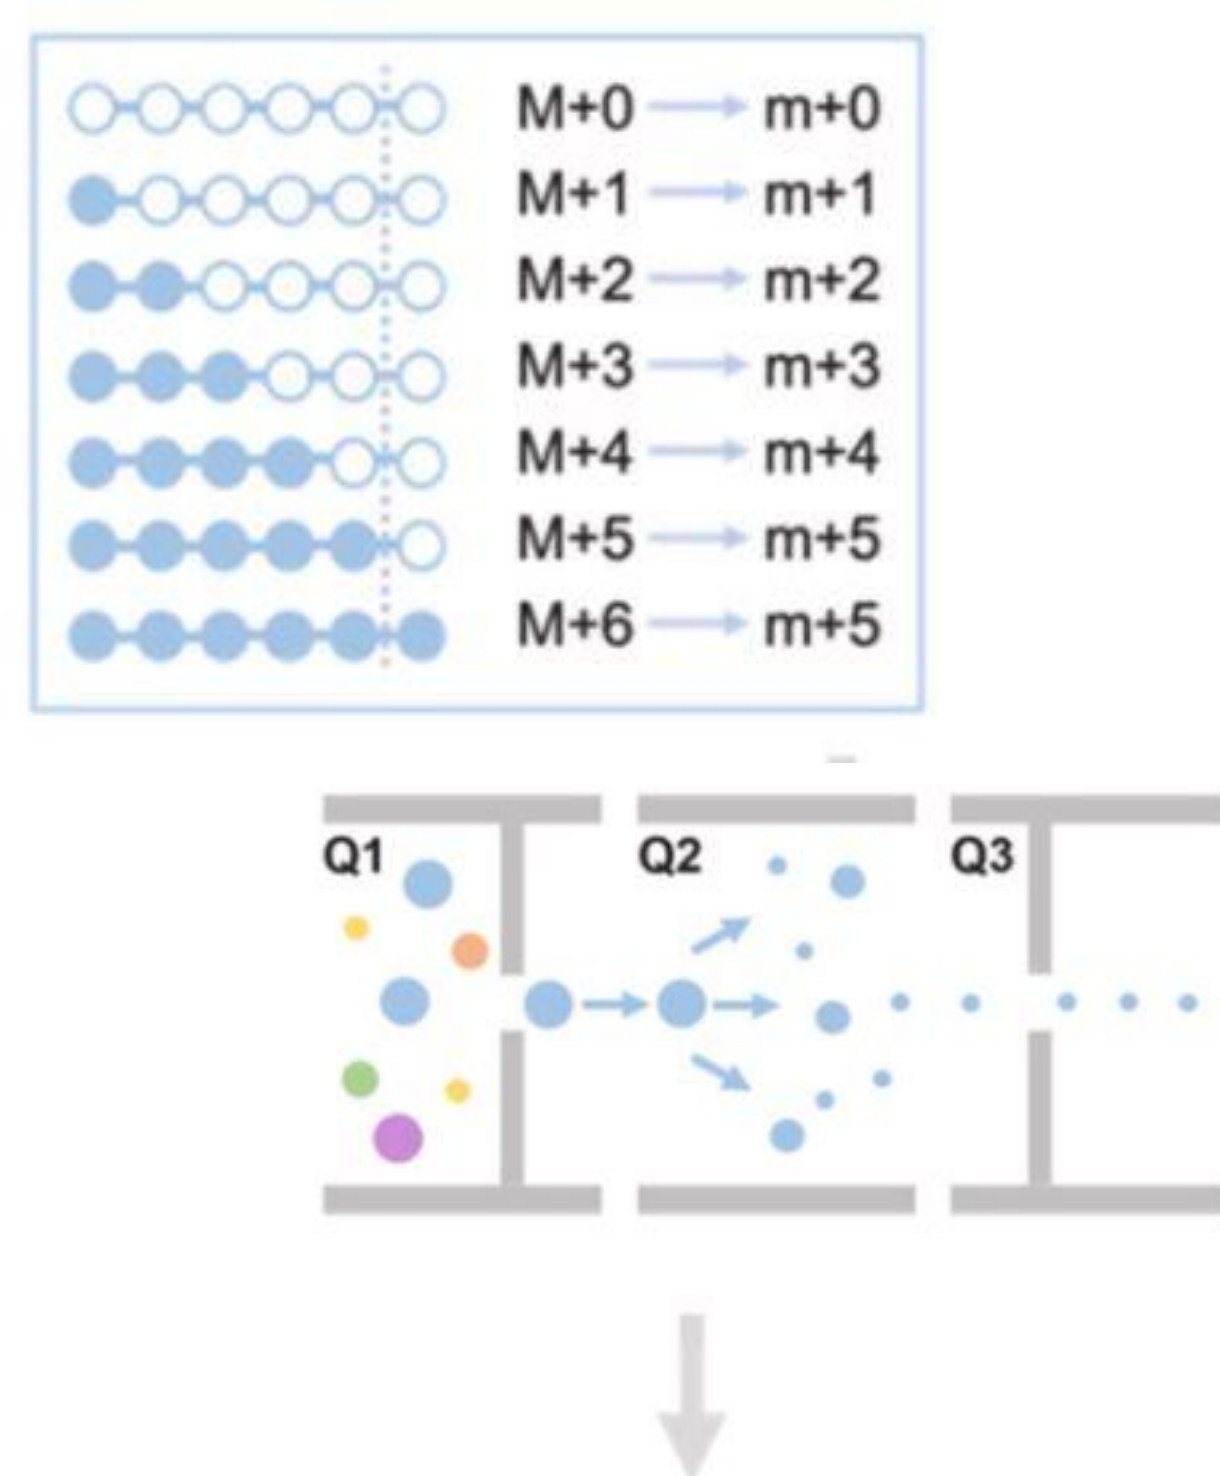 M+0 → m+0
M+1 → m+1
M+2 → m+2
M+3 → m+3
M+4 → m+4
M+5 → m+5
M+6 → m+5
Q1 Q2 Q3